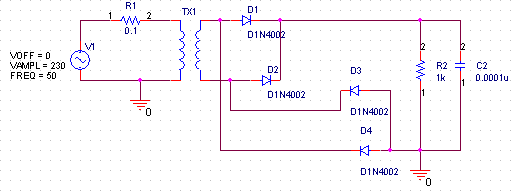 R1
1 2
0.1
TX1
D1
D1N4002
V1
VOFF = 0
VAMPL = 230
FREQ = 50
D2
D1N4002
D3
D1N4002
D4
D1N4002
2
R2
1k
1
2
C2
0.0001u
1
0
0